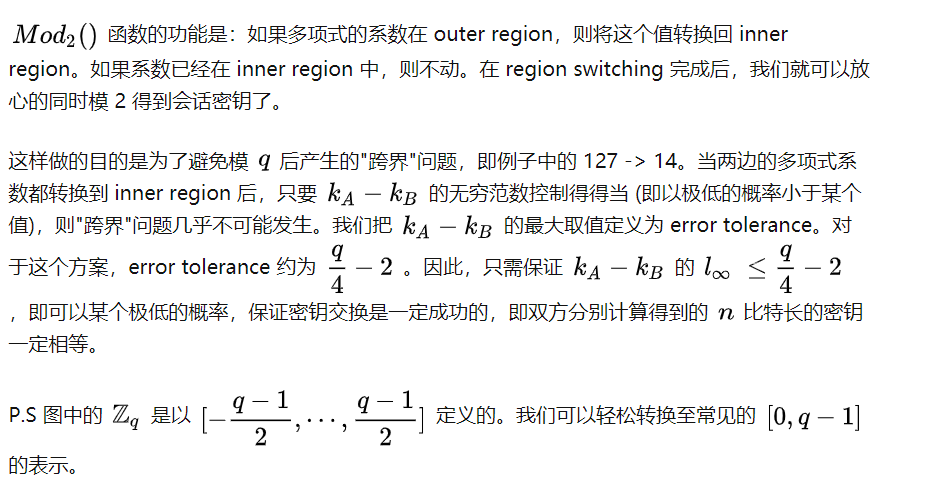 $Mod_2()$ 函数的功能是：如果多项式的系数在 outer region，则将这个值转换回 inner
region。如果系数已经在 inner region 中，则不动。在 region switching 完成后，我们就可以放
心的同时模 2 得到会话密钥了。
这样做的目的是为了避免模 $q$ 后产生的"跨界"问题，即例子中的 127 -> 14。当两边的多项式系
数都转换到 inner region 后，只要 $k_A - k_B$ 的无穷范数控制得得当 (即以极低的概率小于某个
值)，则"跨界"问题几乎不可能发生。我们把 $k_A - k_B$ 的最大取值定义为 error tolerance。对
于这个方案，error tolerance 约为 $\frac{q}{4} - 2$ 。因此，只需保证 $k_A - k_B$ 的 $l_\infty \leq \frac{q}{4} - 2$
，即可以某个极低的概率，保证密钥交换是一定成功的，即双方分别计算得到的 $n$ 比特长的密钥
一定相等。
P.S 图中的 $\mathbb{Z}_q$ 是以 $[-\frac{q-1}{2}, \cdots, \frac{q-1}{2}]$ 定义的。我们可以轻松转换至常见的 $[0, q-1]$
的表示。